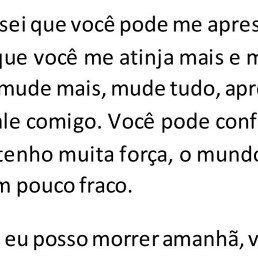 sei que você pode me apres
que você me atinja mais e m
mude mais, mude tudo, apr
ale comigo. Você pode conf
tenho muita força, o mundo
m pouco fraco.
eu posso morrer amanhã, v